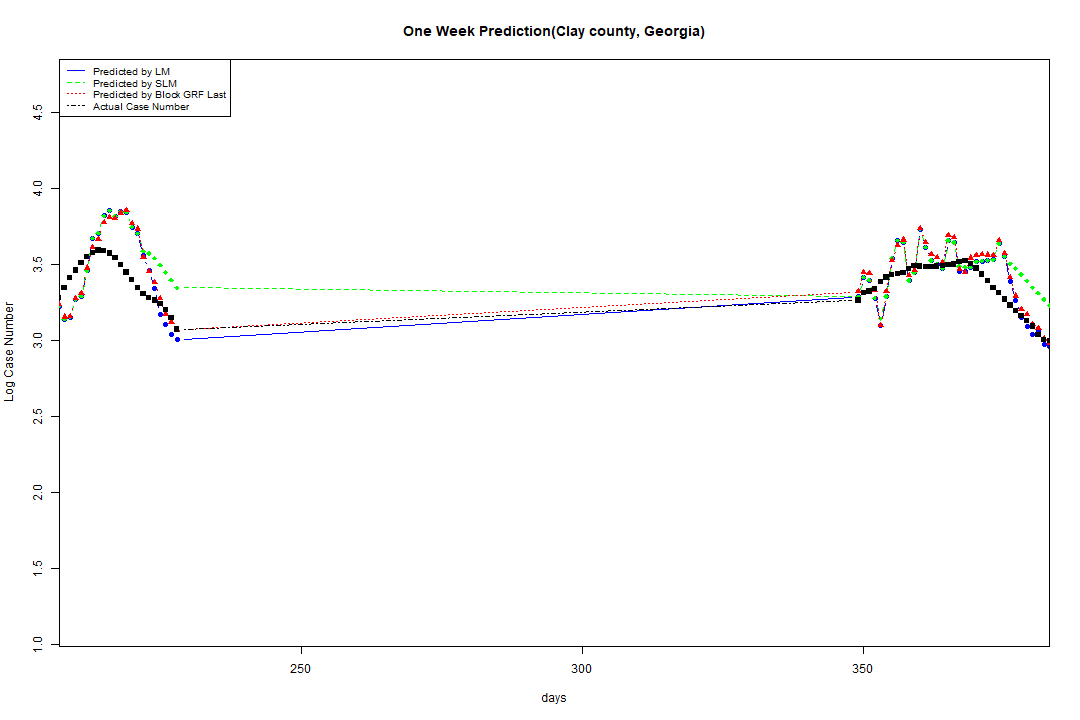 One Week Prediction(Clay county, Georgia)
Predicted by LM
Predicted by SLM
Predicted by Block GRF Last
Actual Case Number
4.5
4.0
3.5
3.0
2.5
2.0
1.5
1.0
Log Case Number
250
300
350
days